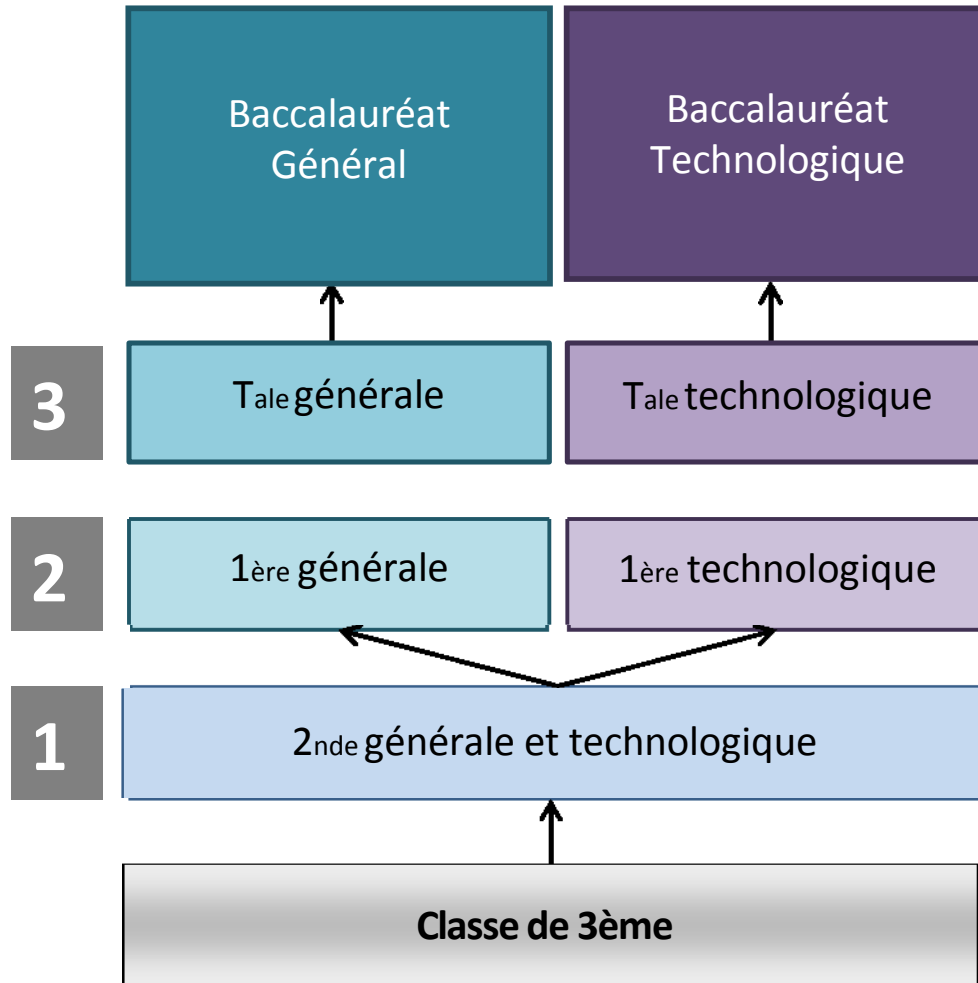 Baccalauréat
Général
Baccalauréat
Technologique
3
Tale générale
Tale technologique
2
1ère générale
1ère technologique
1
2nde générale et technologique
Classe de 3ème